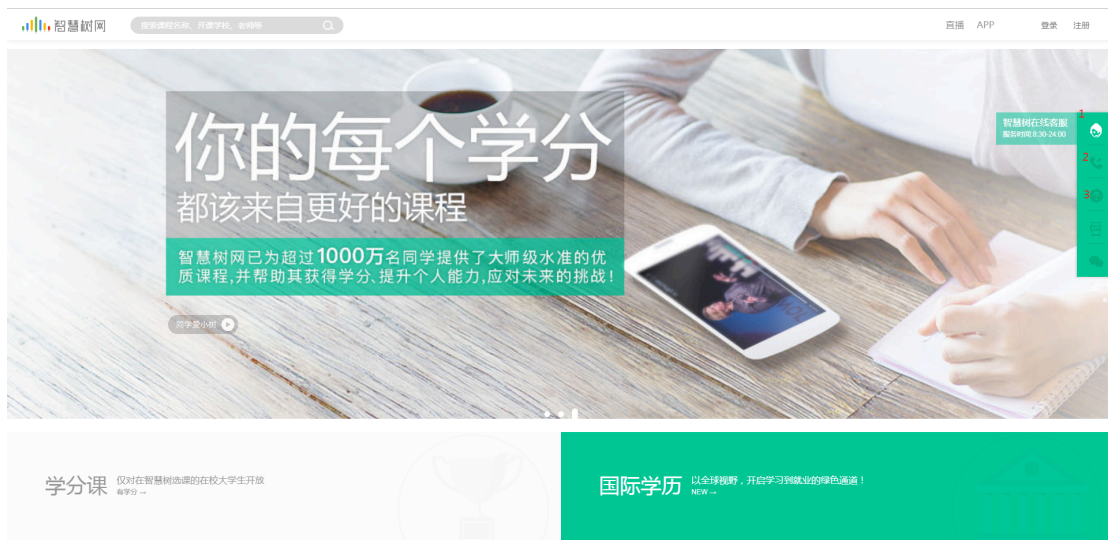 智慧树网
搜索课程名称、开课学校、老师等
直播 APP 登录 注册
你的每个学分
都该来自更好的课程
智慧树网已为超过1000万名同学提供了大师级水准的优
质课程,并帮助其获得学分、提升个人能力,应对未来的挑战!
同学爱小树
1
智慧树在线客服
服务时间 8:30-24:00
2
3
学分课
仅对在智慧树选课的在校大学生开放
有学分→
国际学历
以全球视野，开启学习到就业的绿色通道！
NEW→